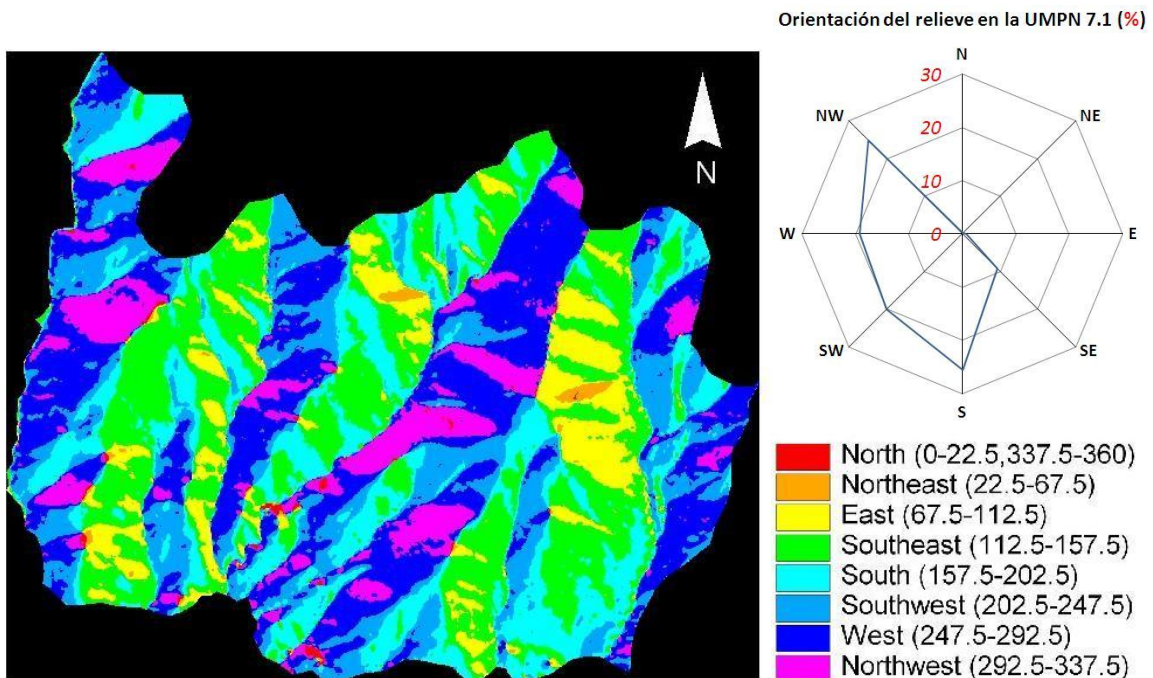 Orientación del relieve en la UMPN 7.1 (%)
N
30
NW
NE
20
10
W
0
E
SW
SE
S
N
North (0-22.5,337.5-360)
Northeast (22.5-67.5)
East (67.5-112.5)
Southeast (112.5-157.5)
South (157.5-202.5)
Southwest (202.5-247.5)
West (247.5-292.5)
Northwest (292.5-337.5)